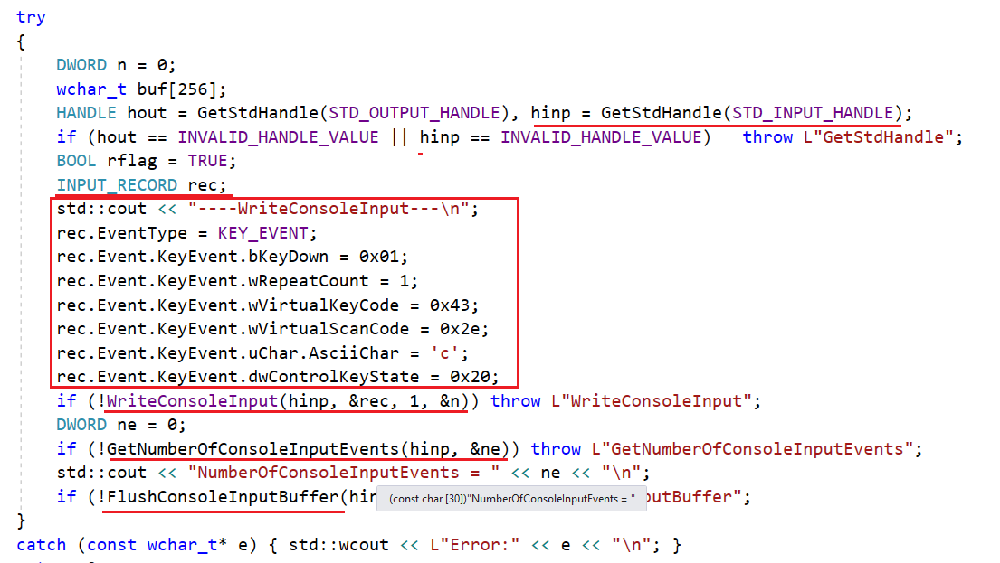 try
{
DWORD n = 0;
wchar_t buf[256];
HANDLE hout = GetStdHandle(STD_OUTPUT_HANDLE), hinp = GetStdHandle(STD_INPUT_HANDLE);
if (hout == INVALID_HANDLE_VALUE || hinp == INVALID_HANDLE_VALUE)   throw L"GetStdHandle";
BOOL rflag = TRUE;
INPUT_RECORD rec;
std::cout << "----WriteConsoleInput---\n";
rec.EventType = KEY_EVENT;
rec.Event.KeyEvent.bKeyDown = 0x01;
rec.Event.KeyEvent.wRepeatCount = 1;
rec.Event.KeyEvent.wVirtualKeyCode = 0x43;
rec.Event.KeyEvent.wVirtualScanCode = 0x2e;
rec.Event.KeyEvent.uChar.AsciiChar = 'c';
rec.Event.KeyEvent.dwControlKeyState = 0x20;
if (!WriteConsoleInput(hinp, &rec, 1, &n)) throw L"WriteConsoleInput";
DWORD ne = 0;
if (!GetNumberOfConsoleInputEvents(hinp, &ne)) throw L"GetNumberOfConsoleInputEvents";
std::cout << "NumberOfConsoleInputEvents = " << ne << "\n";
if (!FlushConsoleInputBuffer(hin (const char [30])"NumberOfConsoleInputEvents = " putBuffer";
}
catch (const wchar_t* e) { std::wcout << L"Error:" << e << "\n"; }